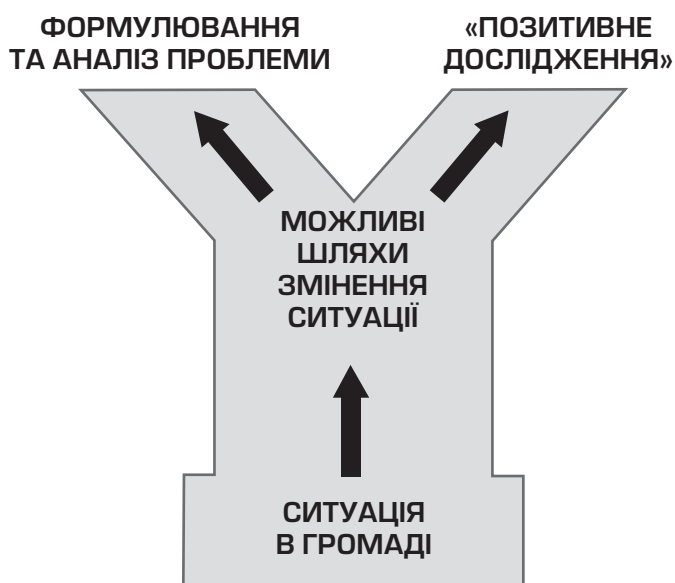 ФОРМУЛЮВАННЯ
ТА АНАЛІЗ ПРОБЛЕМИ
«ПОЗИТИВНЕ
ДОСЛІДЖЕННЯ»
МОЖЛИВІ
ШЛЯХИ
ЗМІНЕННЯ
СИТУАЦІЇ
СИТУАЦІЯ
В ГРОМАДІ